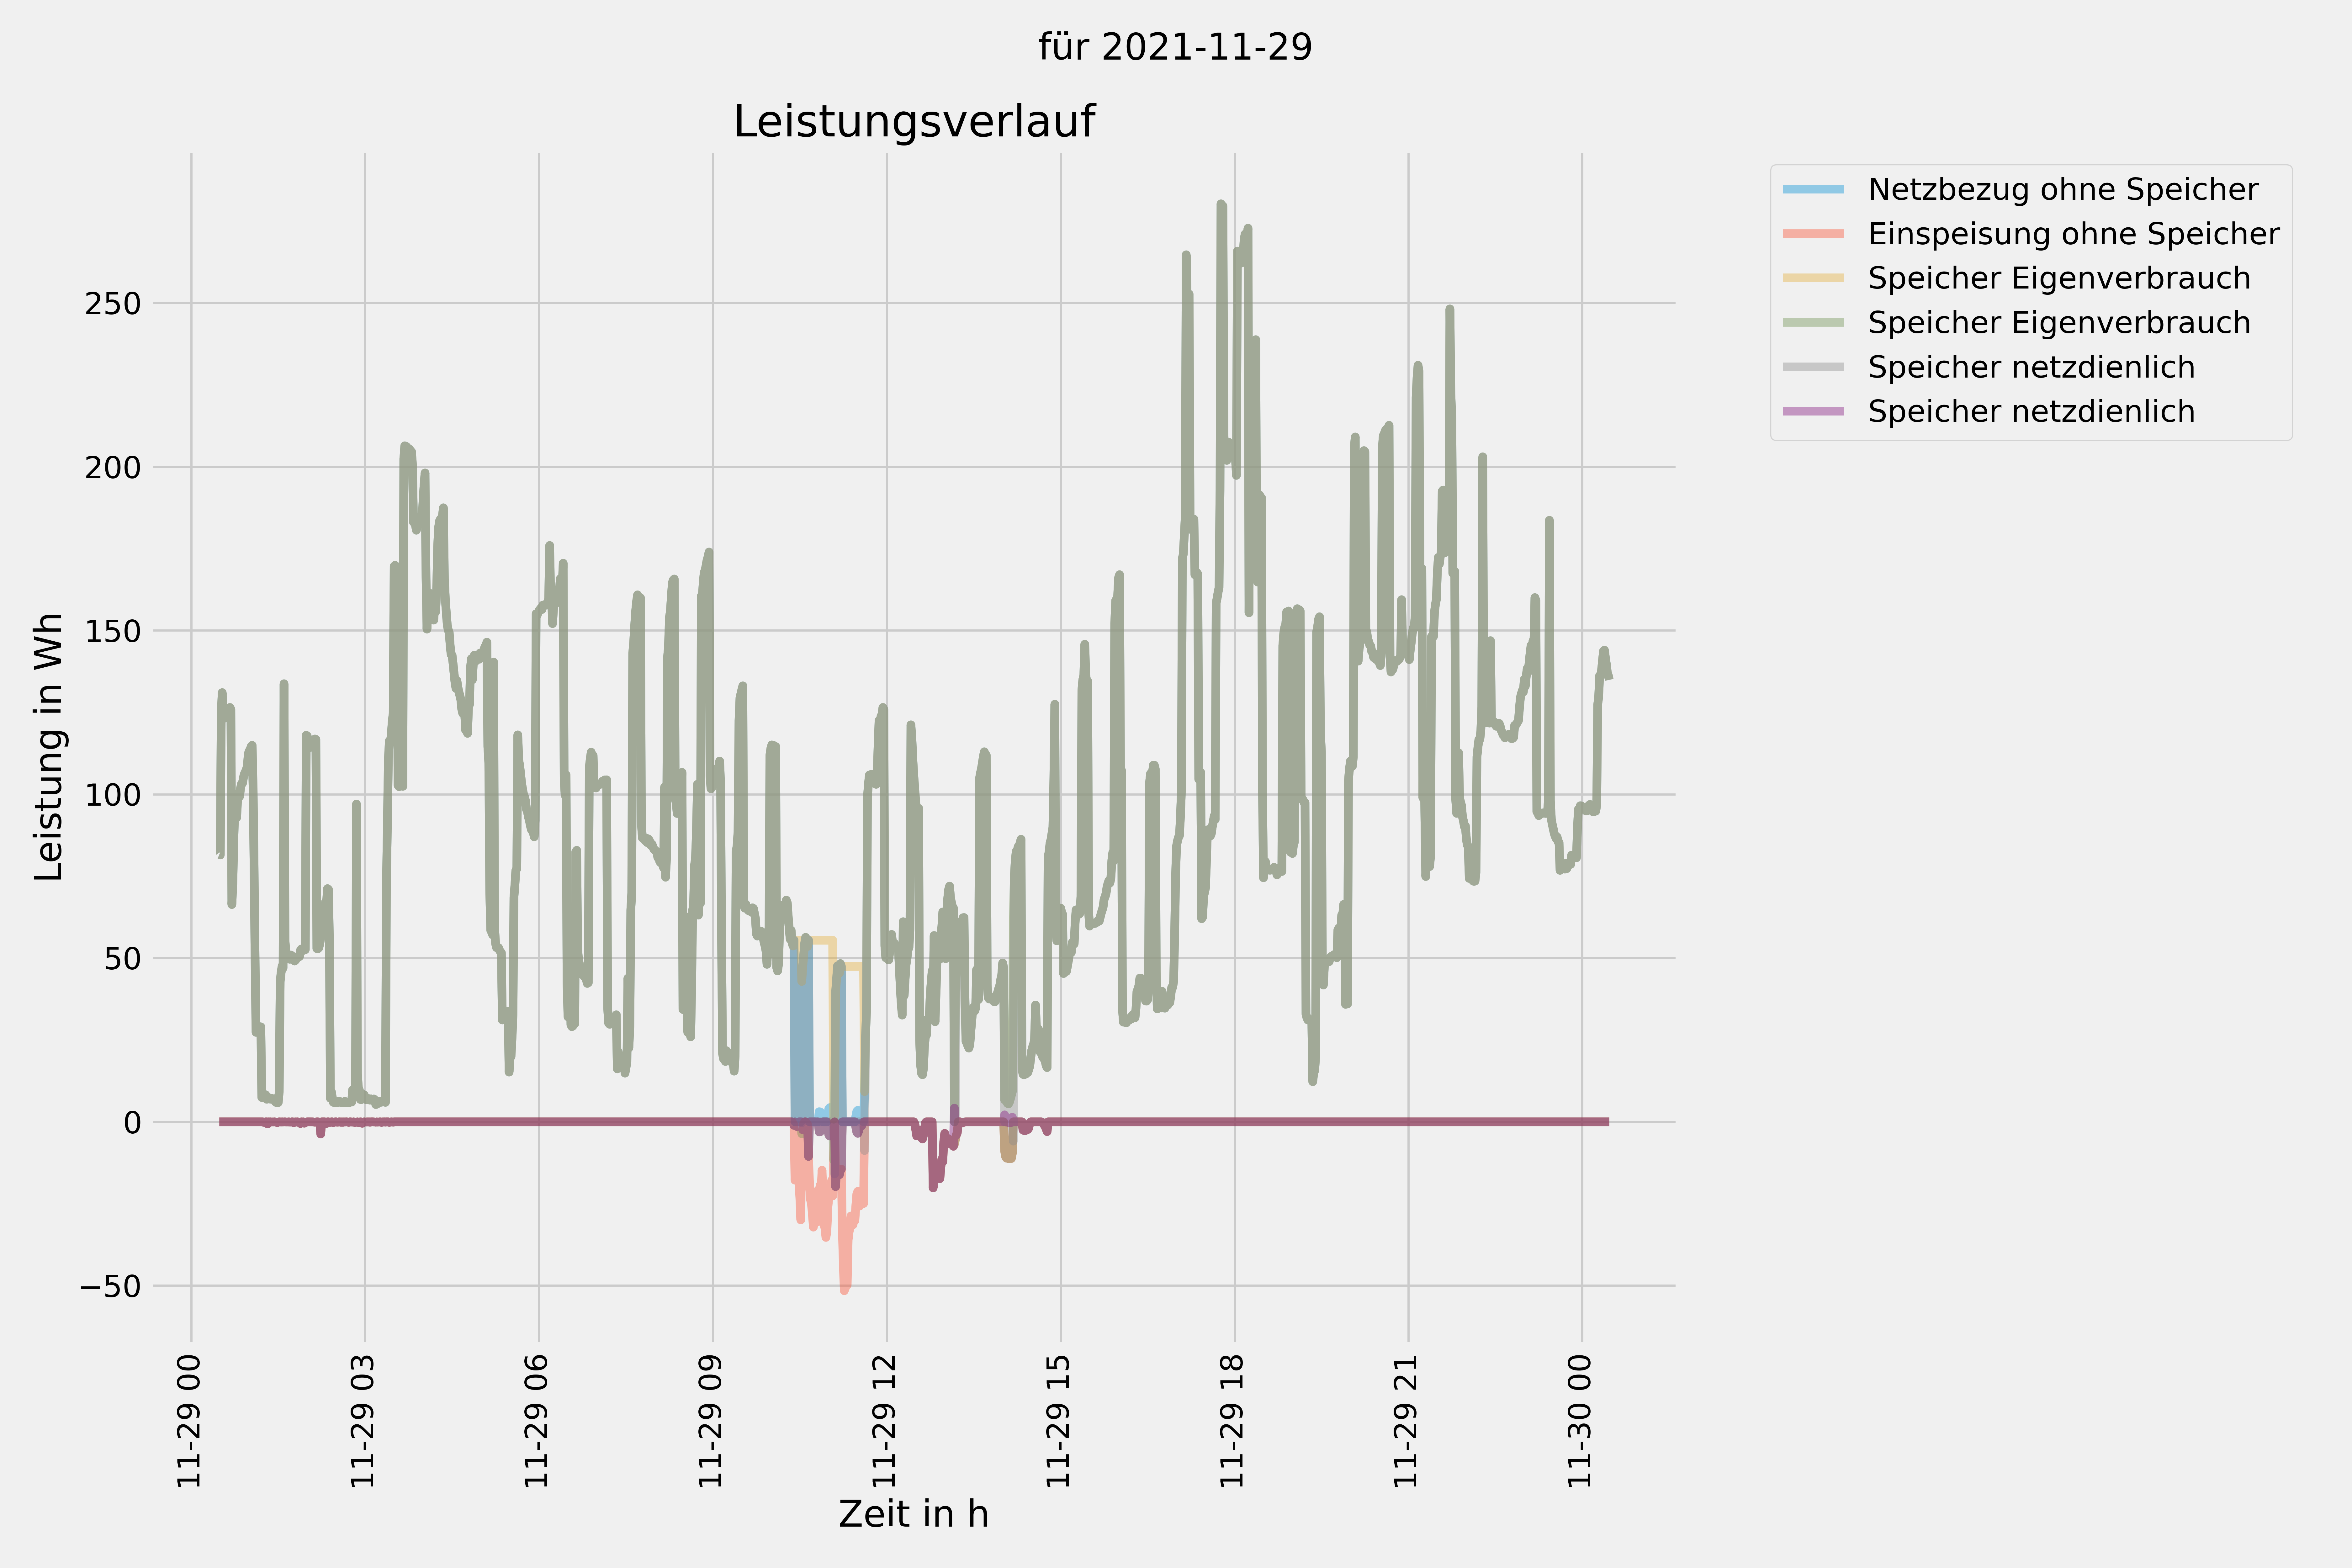 für 2021-11-29
Leistungsverlauf
Netzbezug ohne Speicher
Einspeisung ohne Speicher
Speicher Eigenverbrauch
Speicher Eigenverbrauch
Speicher netzdienlich
Speicher netzdienlich
Leistung in Wh
250
200
150
100
50
0
−50
11-29 00
11-29 03
11-29 06
11-29 09
11-29 12
11-29 15
11-29 18
11-29 21
11-30 00
Zeit in h